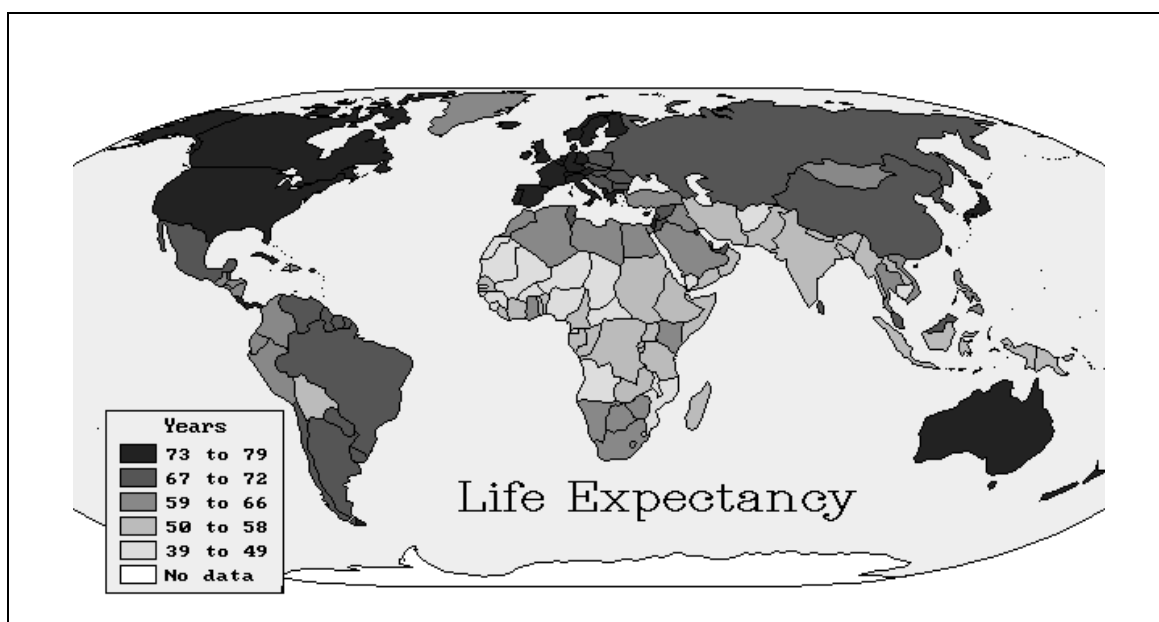 Life Expectancy
Years
73 to 79
67 to 72
59 to 66
50 to 58
39 to 49
No data